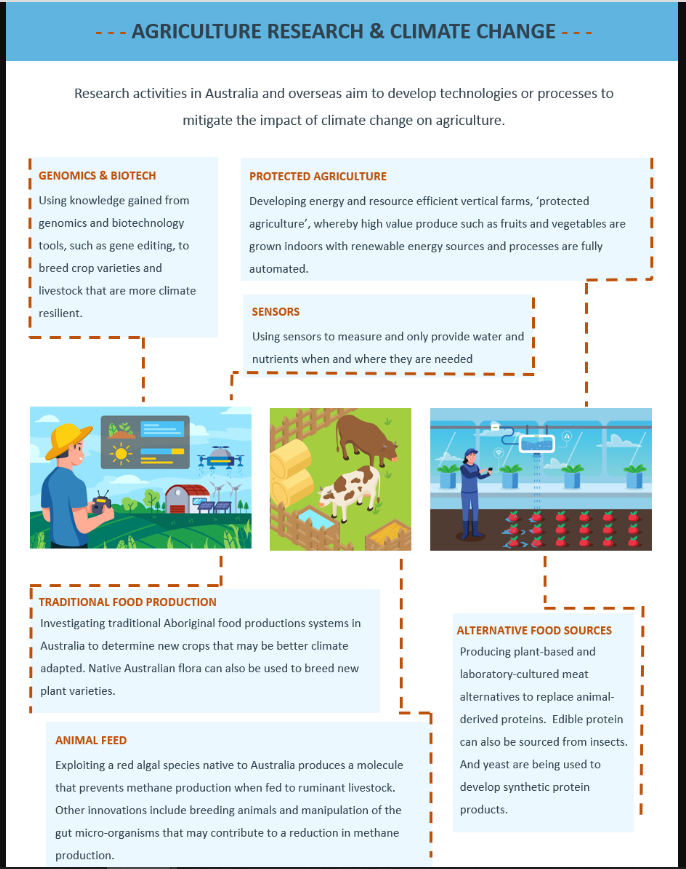 - - - AGRICULTURE RESEARCH & CLIMATE CHANGE - - -
Research activities in Australia and overseas aim to develop technologies or processes to
mitigate the impact of climate change on agriculture.
GENOMICS & BIOTECH
Using knowledge gained from
genomics and biotechnology
tools, such as gene editing, to
breed crop varieties and
livestock that are more climate
resilient.
PROTECTED AGRICULTURE
Developing energy and resource efficient vertical farms, ‘protected
agriculture’, whereby high value produce such as fruits and vegetables are
grown indoors with renewable energy sources and processes are fully
automated.
SENSORS
Using sensors to measure and only provide water and
nutrients when and where they are needed
TRADITIONAL FOOD PRODUCTION
Investigating traditional Aboriginal food productions systems in
Australia to determine new crops that may be better climate
adapted. Native Australian flora can also be used to breed new
plant varieties.
ANIMAL FEED
Exploiting a red algal species native to Australia produces a molecule
that prevents methane production when fed to ruminant livestock.
Other innovations include breeding animals and manipulation of the
gut micro-organisms that may contribute to a reduction in methane
production.
ALTERNATIVE FOOD SOURCES
Producing plant-based and
laboratory-cultured meat
alternatives to replace animal-
derived proteins.  Edible protein
can also be sourced from insects.
And yeast are being used to
develop synthetic protein
products.